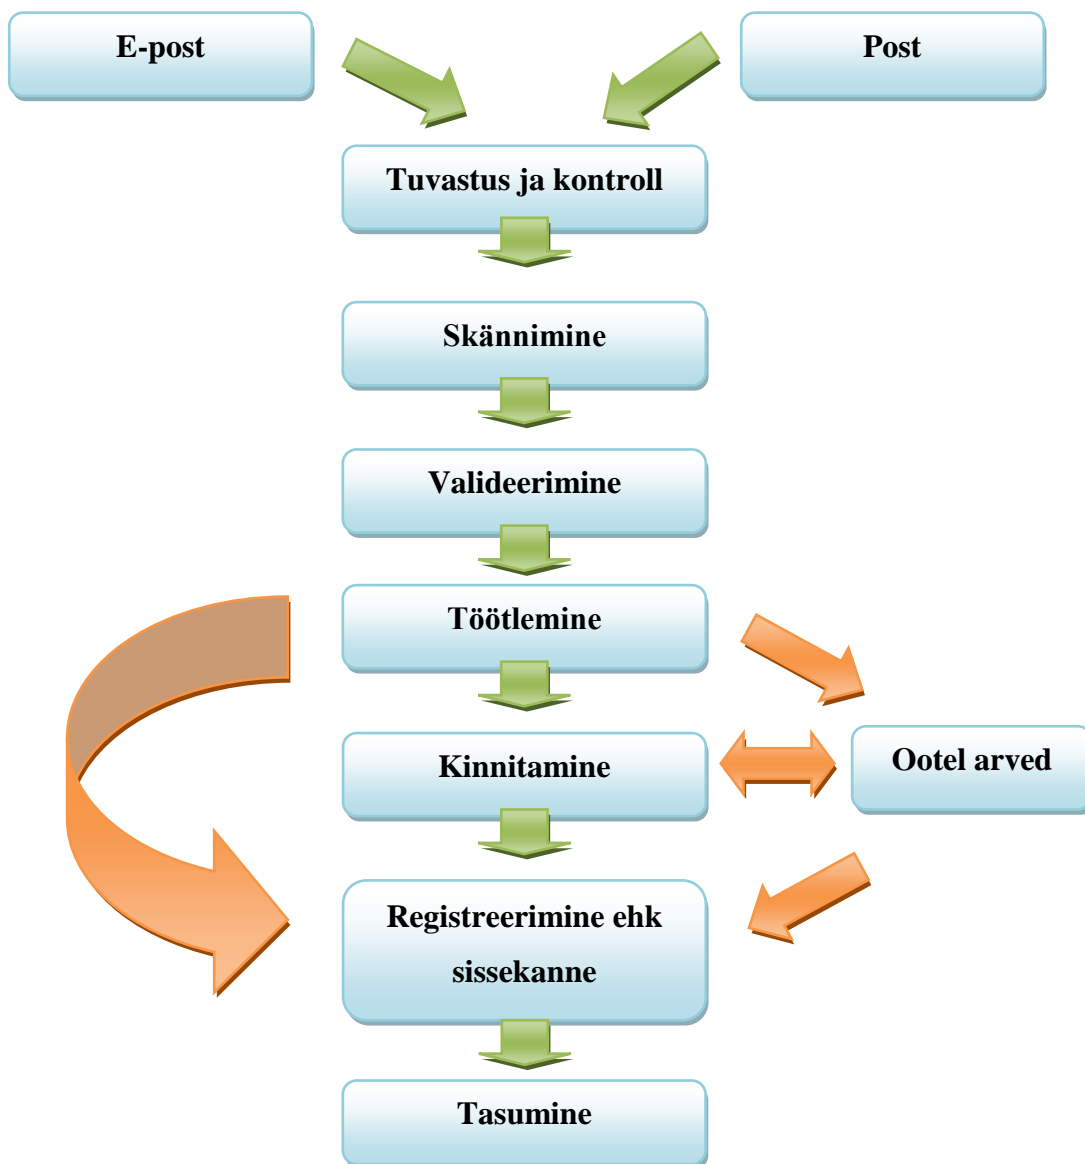 E-post
Post
Tuvastus ja kontroll
Skännimine
Valideerimine
Töötlemine
Kinnitamine
Ootel arved
Registreerimine ehk
sissekanne
Tasumine